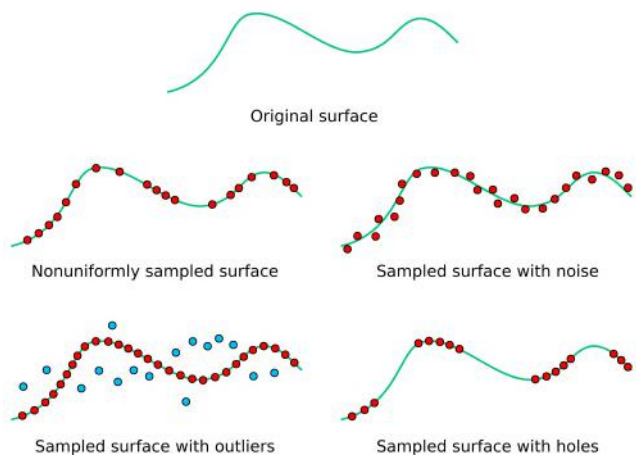 Original surface
Nonuniformly sampled surface
Sampled surface with noise
Sampled surface with outliers
Sampled surface with holes